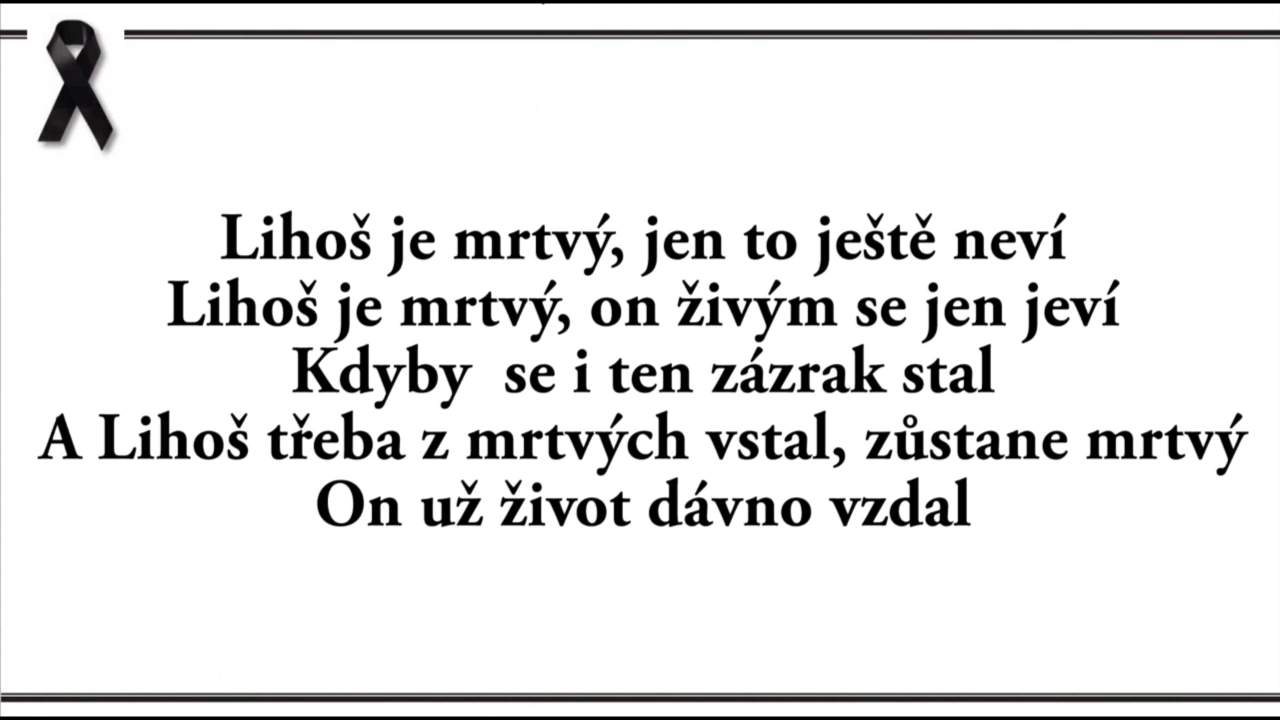 Lihoš je mrtvý, jen to ještě neví
Lihoš je mrtvý, on živým se jen jeví
Kdyby  se i ten zázrak stal
A Lihoš třeba z mrtvých vstal, zůstane mrtvý
On už život dávno vzdal